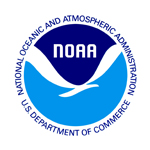 NATIONAL OCEANIC AND ATMOSPHERIC ADMINISTRATION
NOAA
U.S. DEPARTMENT OF COMMERCE